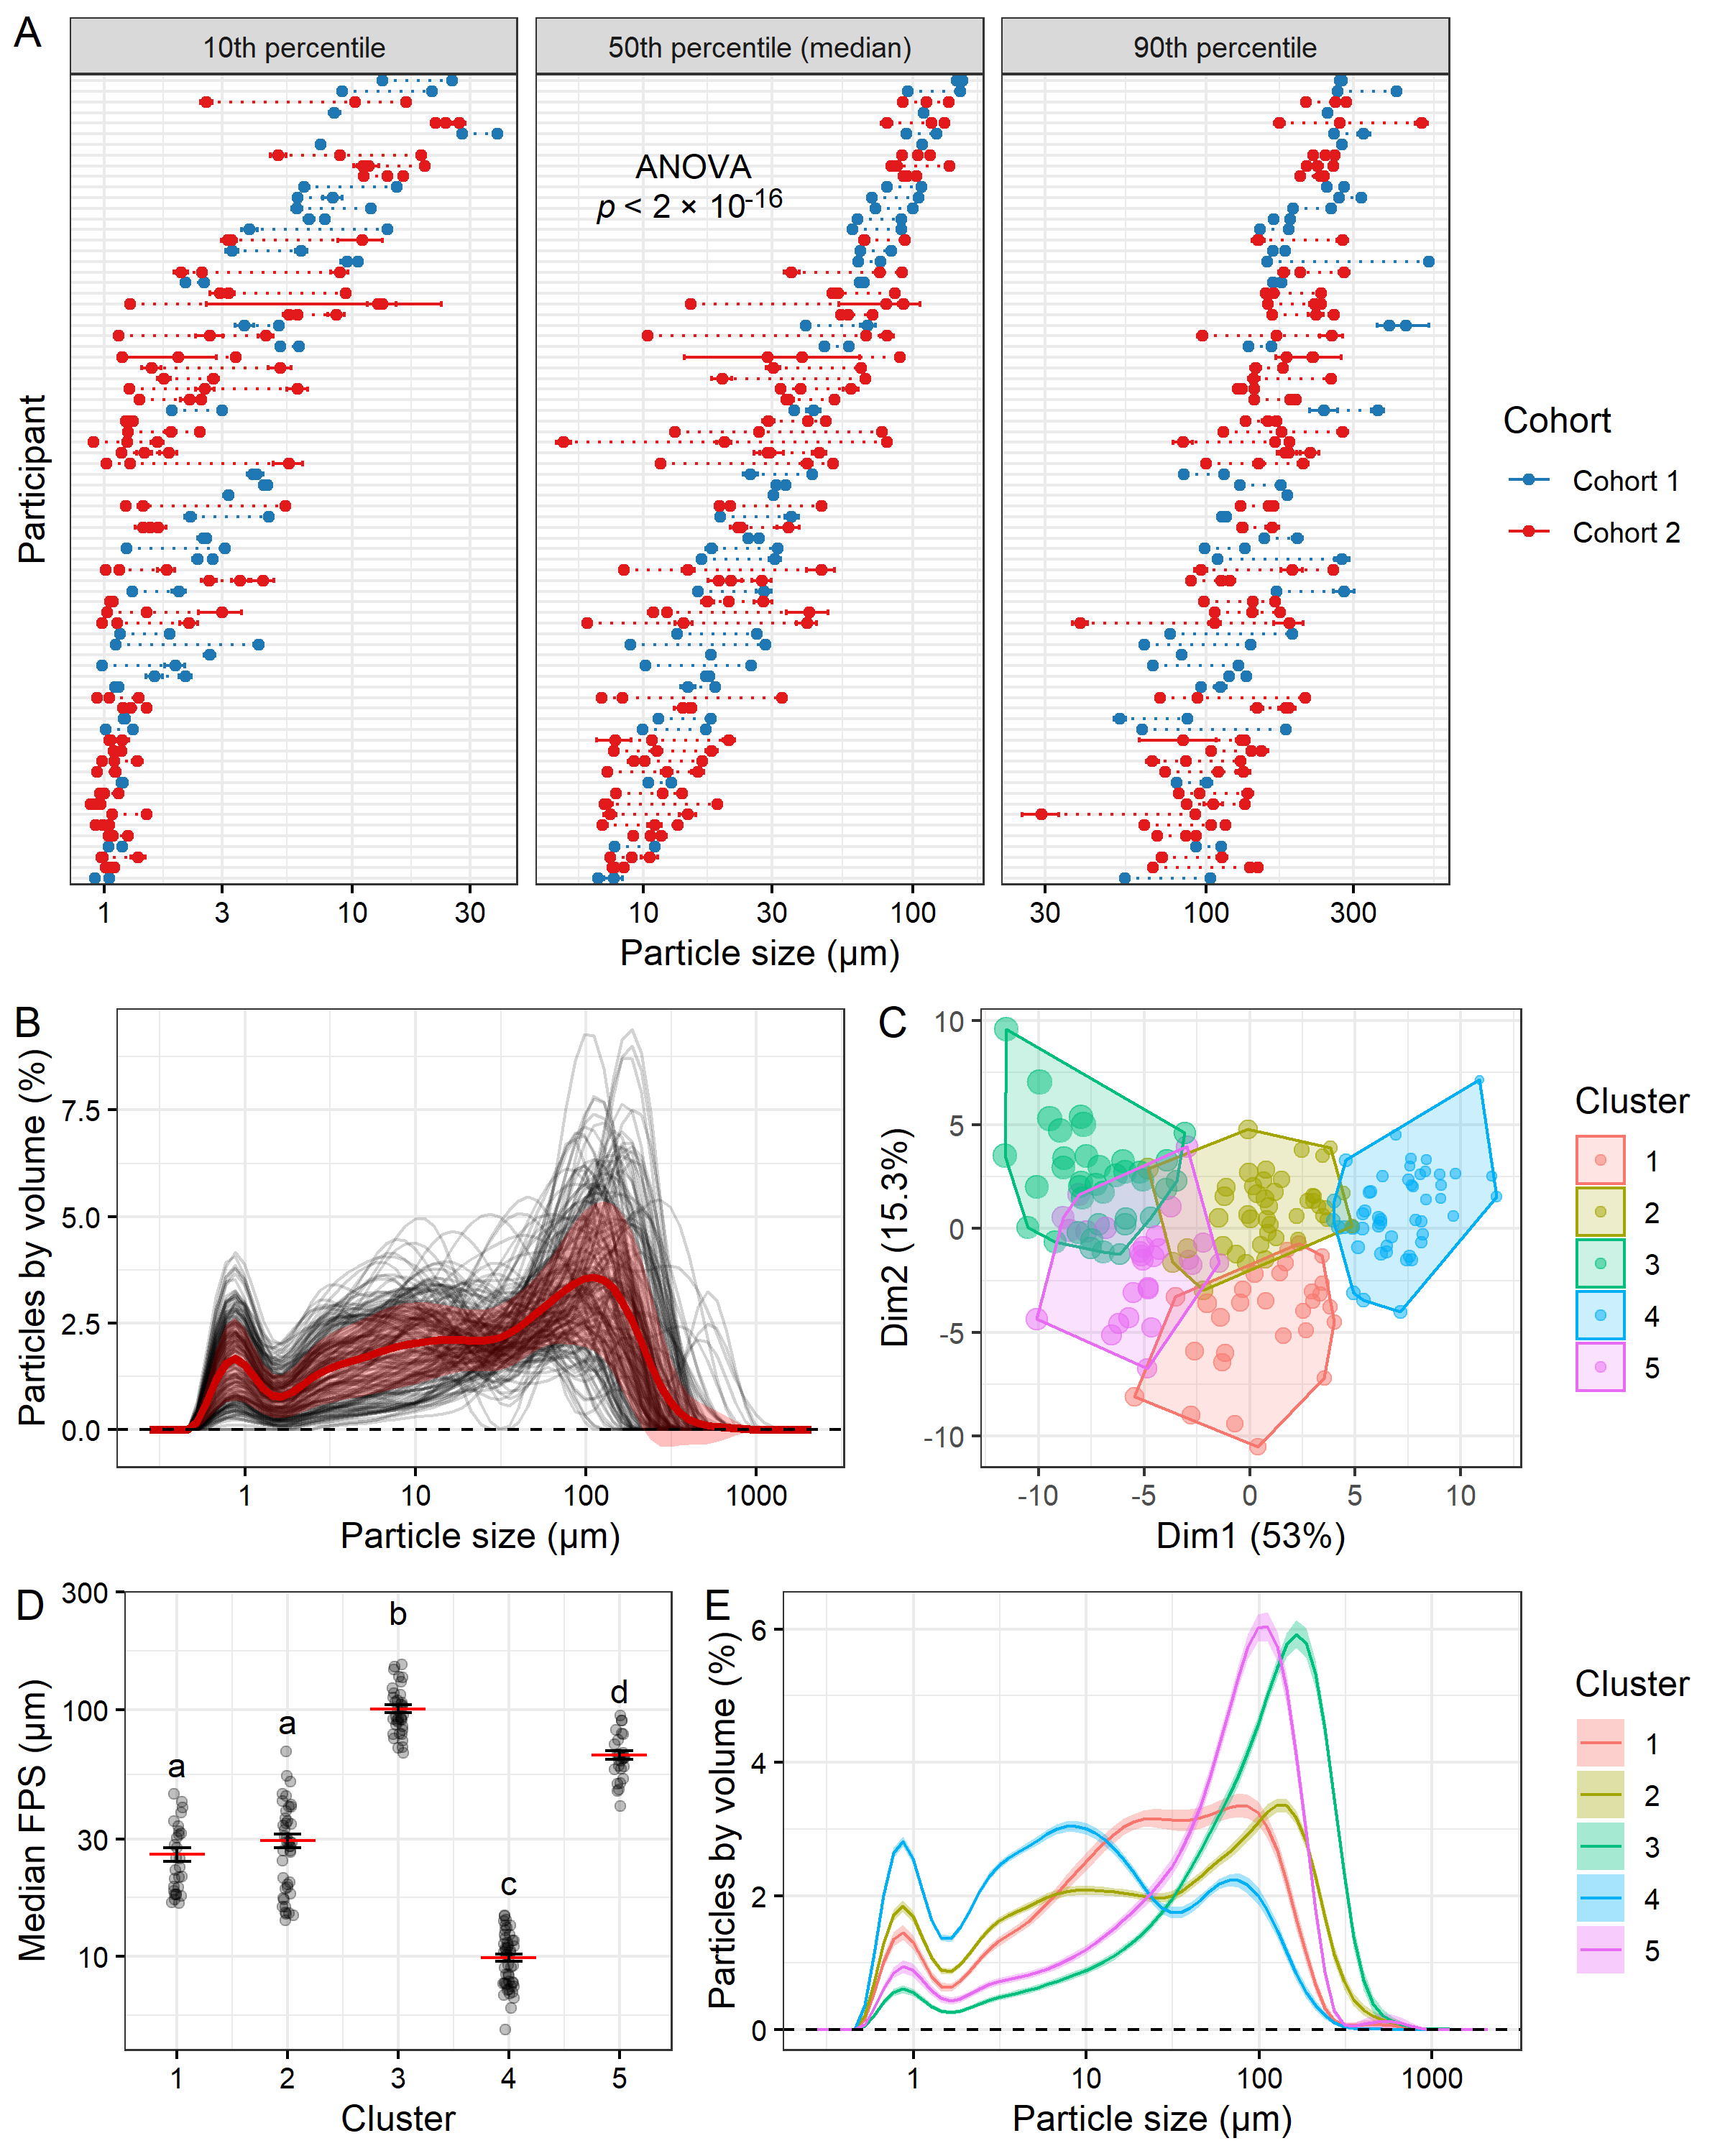 A
10th percentile
50th percentile (median)
90th percentile
ANOVA
p < 2 × 10-16
Participant
1 3 10 30
10 30 100
30 100 300
Particle size (µm)
Cohort
Cohort 1
Cohort 2
B
Particles by volume (%)
7.5
5.0
2.5
0.0
1 10 100 1000
Particle size (µm)
C
Dim2 (15.3%)
10
5
0
-5
-10
-10 -5 0 5 10
Dim1 (53%)
Cluster
1
2
3
4
5
D
Median FPS (µm)
300
100
30
10
a
a
b
c
d
1 2 3 4 5
Cluster
E
Particles by volume (%)
6
4
2
0
1 10 100 1000
Particle size (µm)
Cluster
1
2
3
4
5